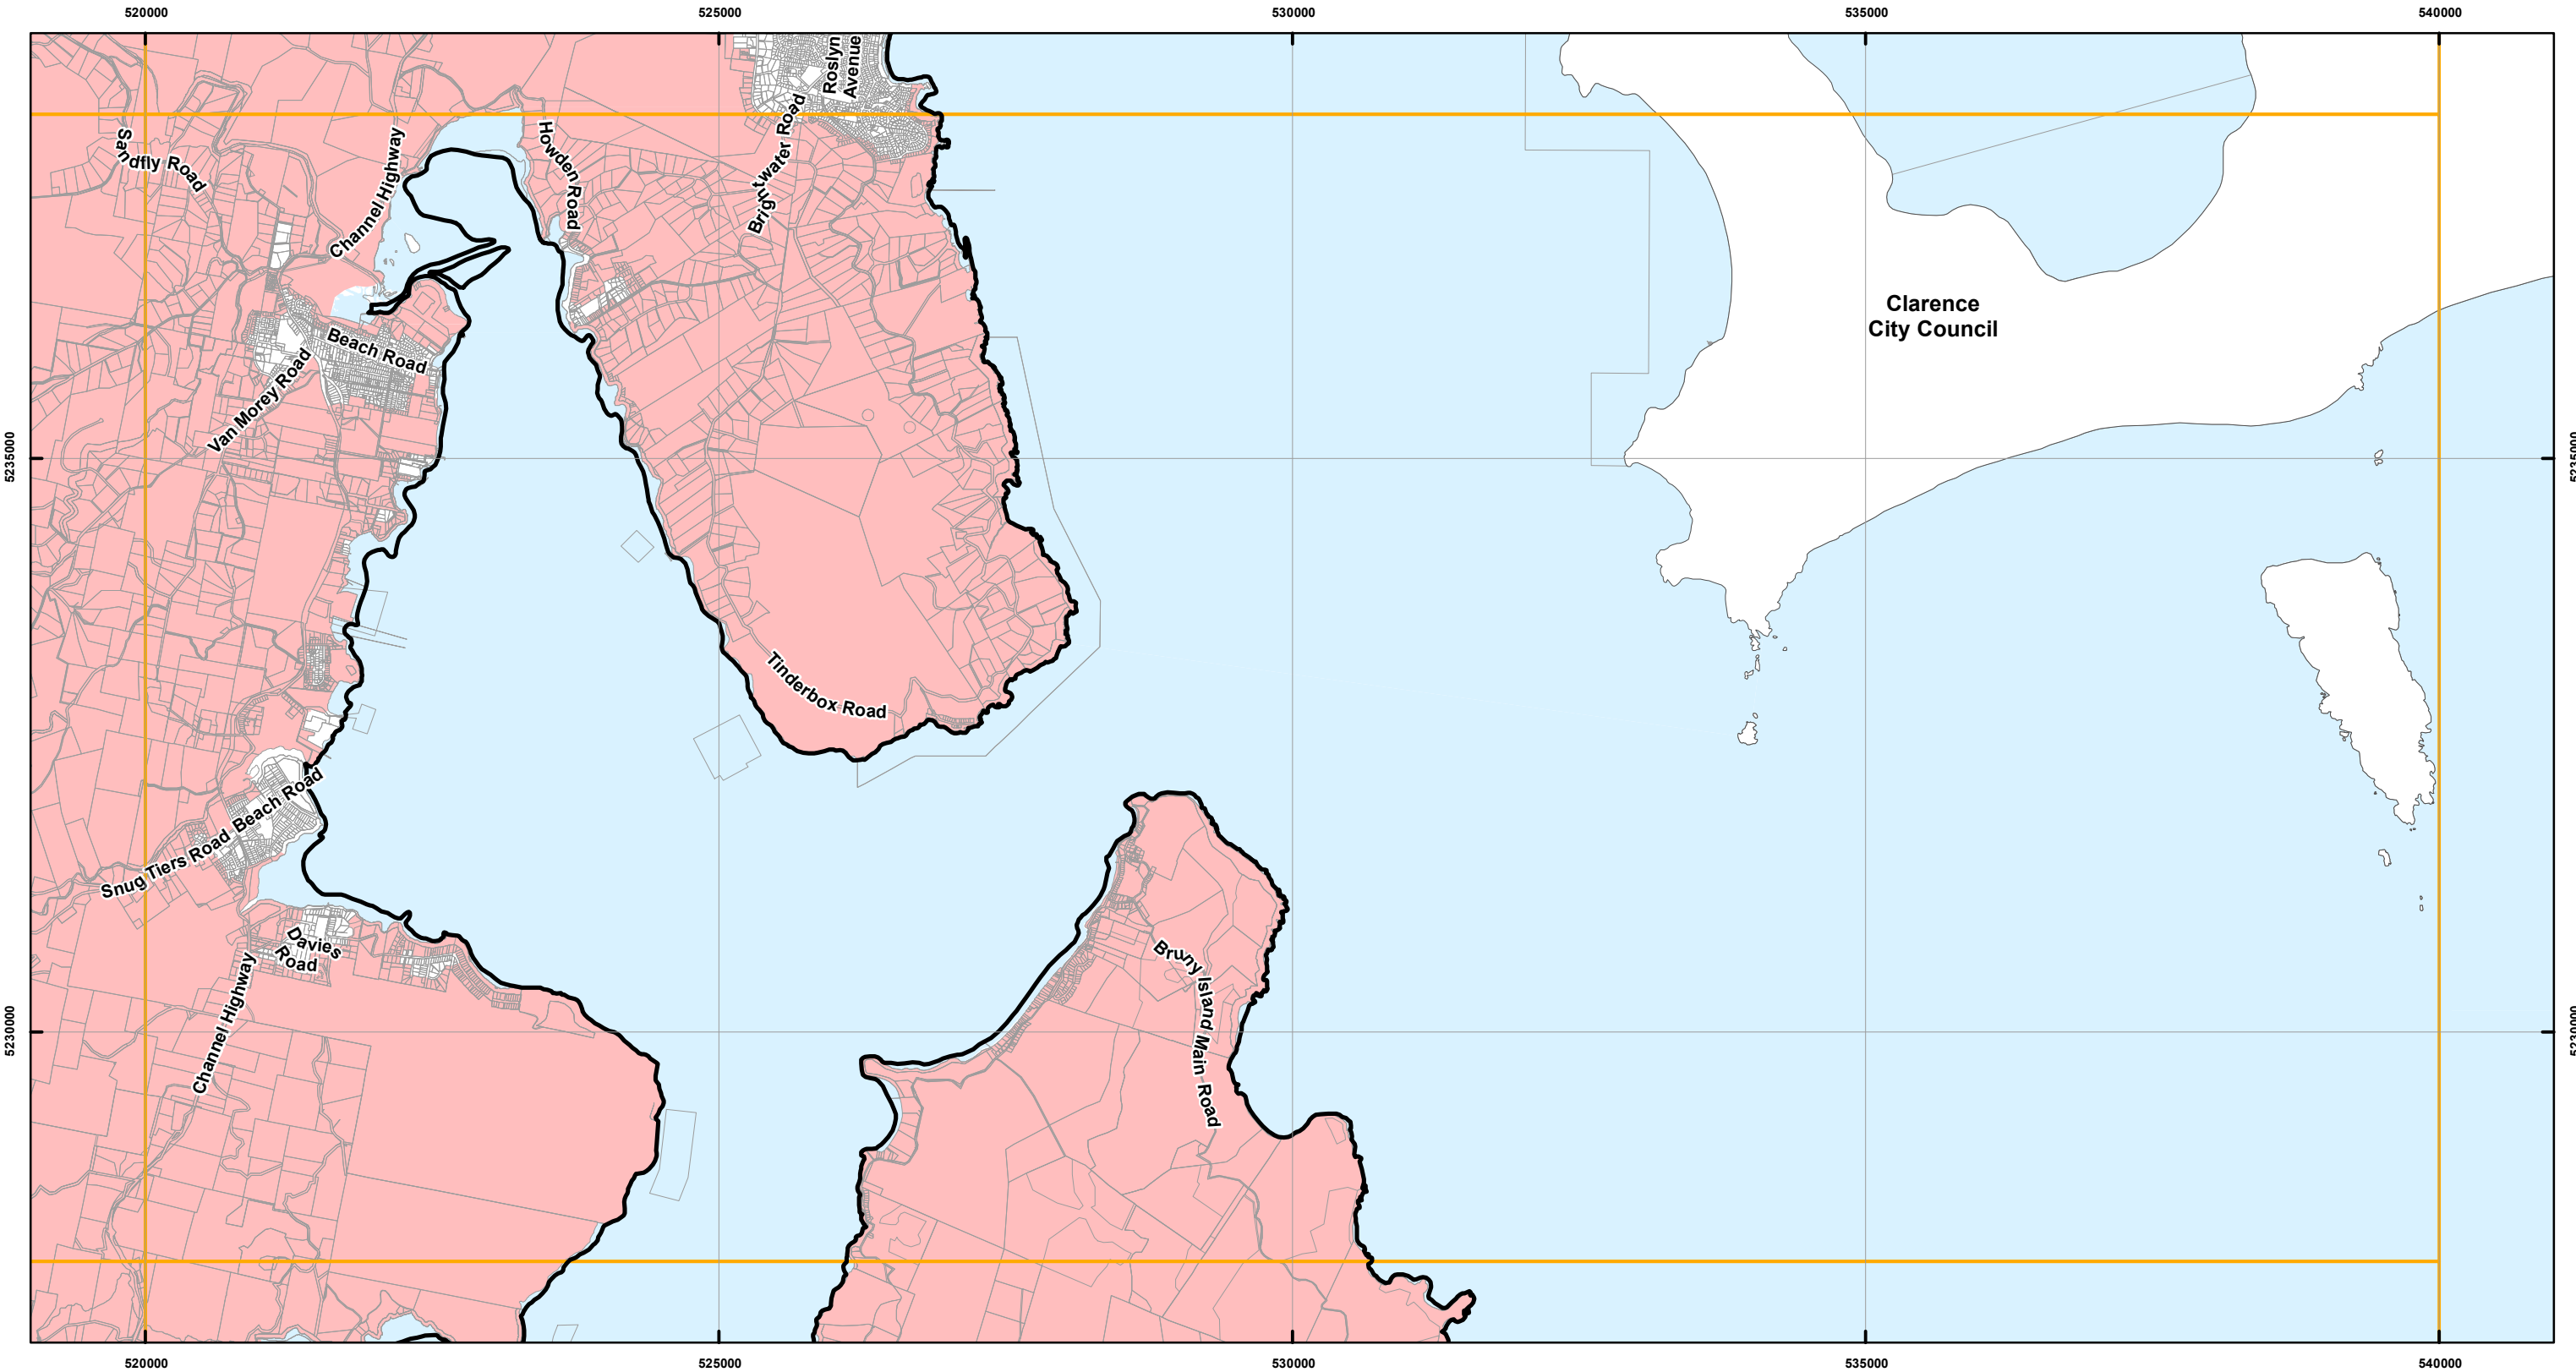 520000
525000
530000
535000
540000
Roslyn
Avenue
Sandfly Road
Channel Highway
Howden Road
Brightwater Road
Clarence
City Council
Beach Road
Van Morey Road
5235000
5235000
Tinderbox Road
Beach Road
Snug Tiers Road
Davies
Road
Channel Highway
Bruny Island Main Road
5230000
5230000
520000
525000
530000
535000
540000